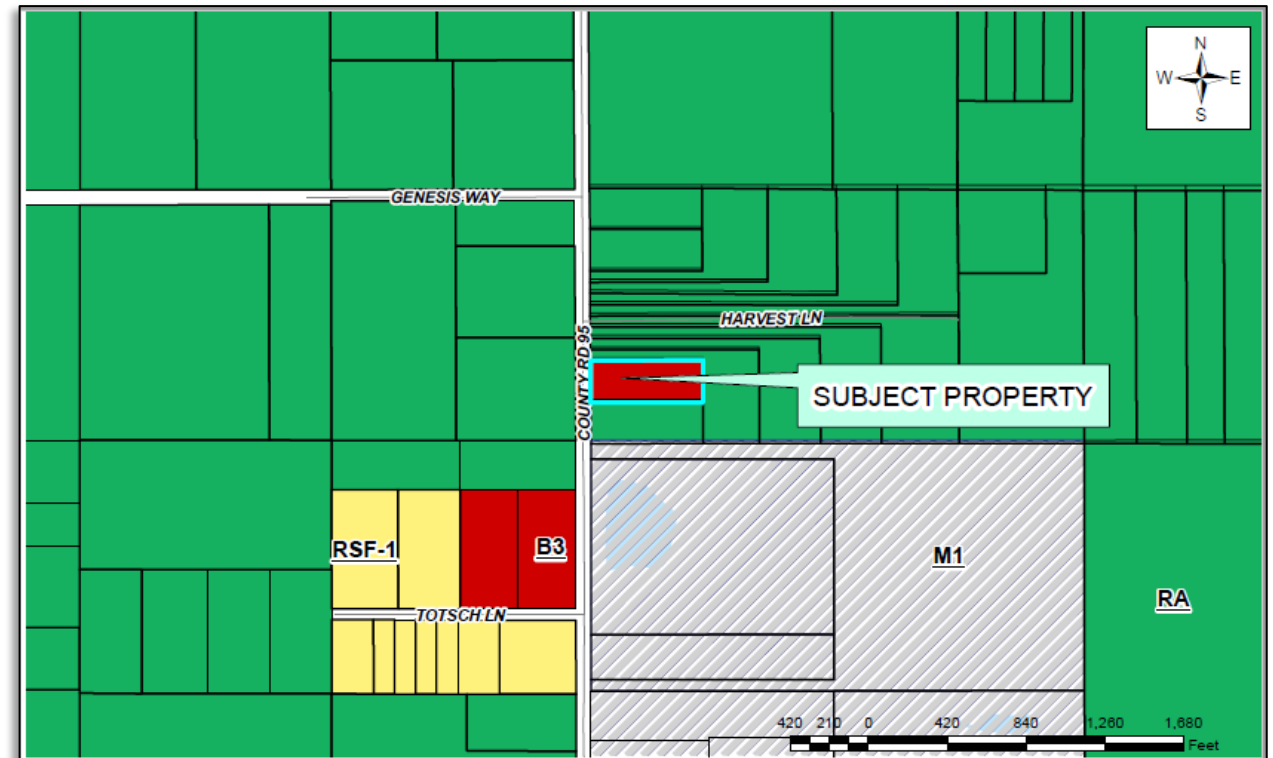 N
W E
S
GENESIS WAY
HARVEST LN
COUNTY RD 95
SUBJECT PROPERTY
RSF-1
B3
M1
RA
TOTSCH LN
420 210 0 420 840 1,260 1,680
Feet